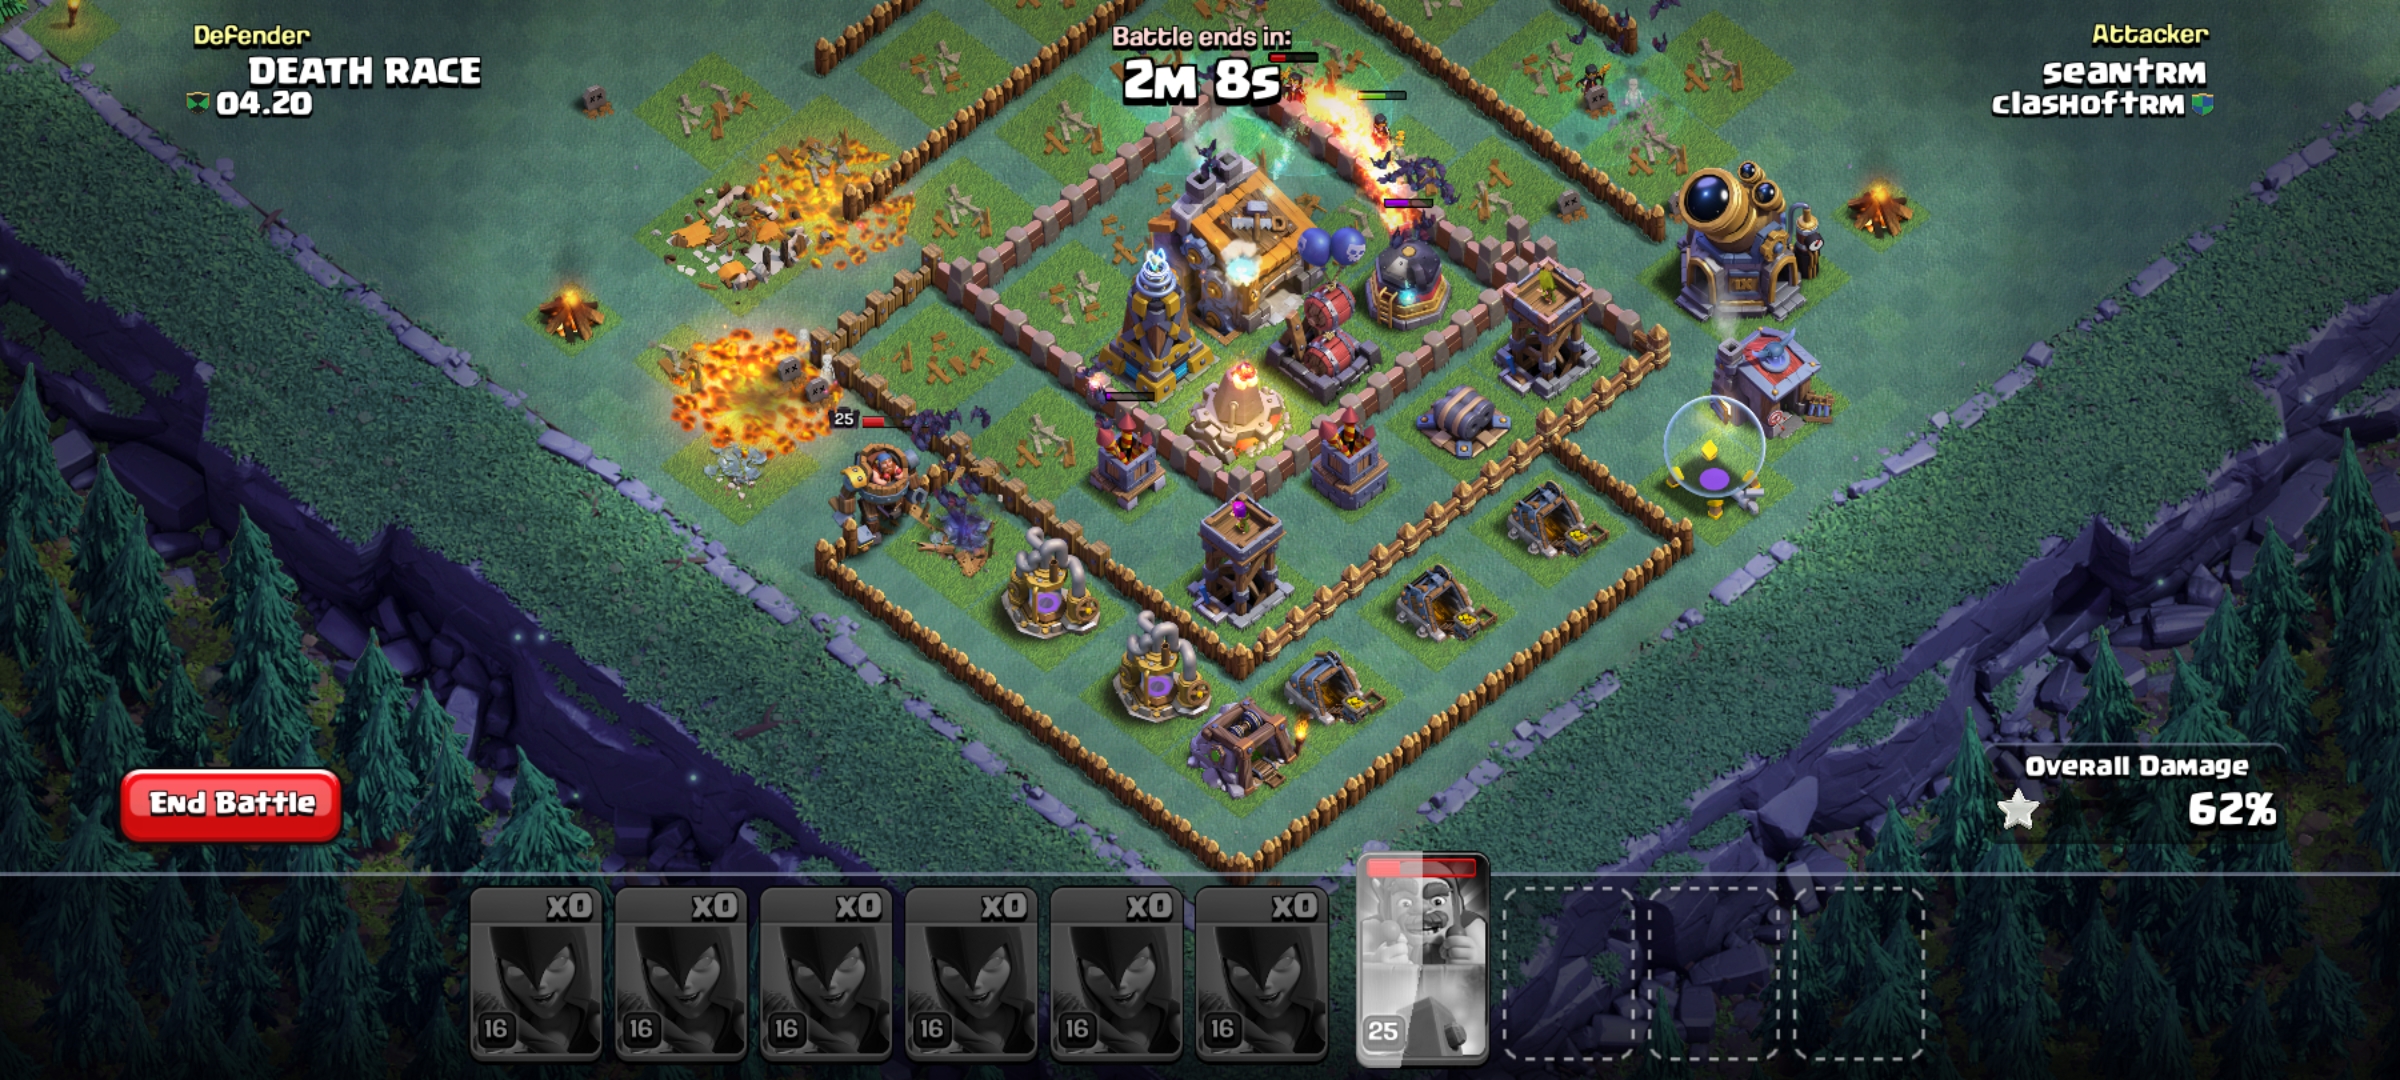 Defender
DEATH RACE
04.20
Battle ends in:
2M 8S
Attacker
seantRM
clashoftRM
25
End Battle
Overall Damage
62%
x0
x0
x0
x0
x0
x0
16
16
16
16
16
16
25